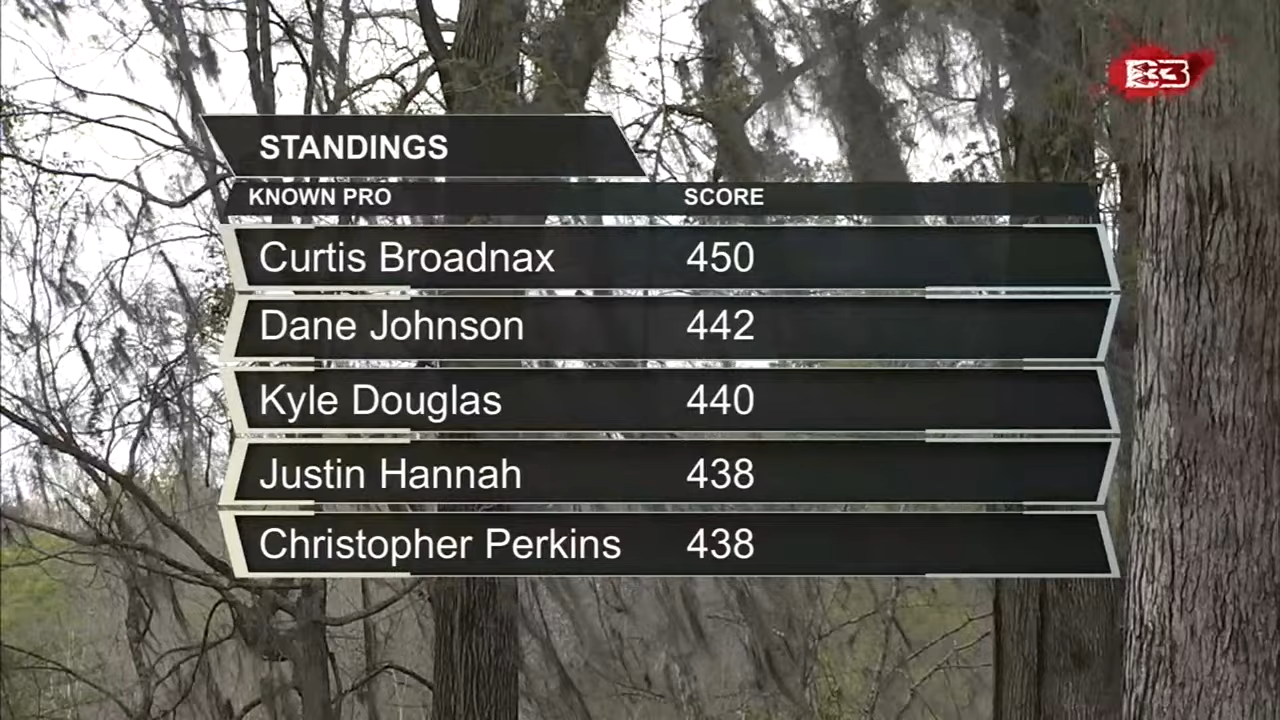 B3
STANDINGS
KNOWN PRO SCORE
Curtis Broadnax 450
Dane Johnson 442
Kyle Douglas 440
Justin Hannah 438
Christopher Perkins 438